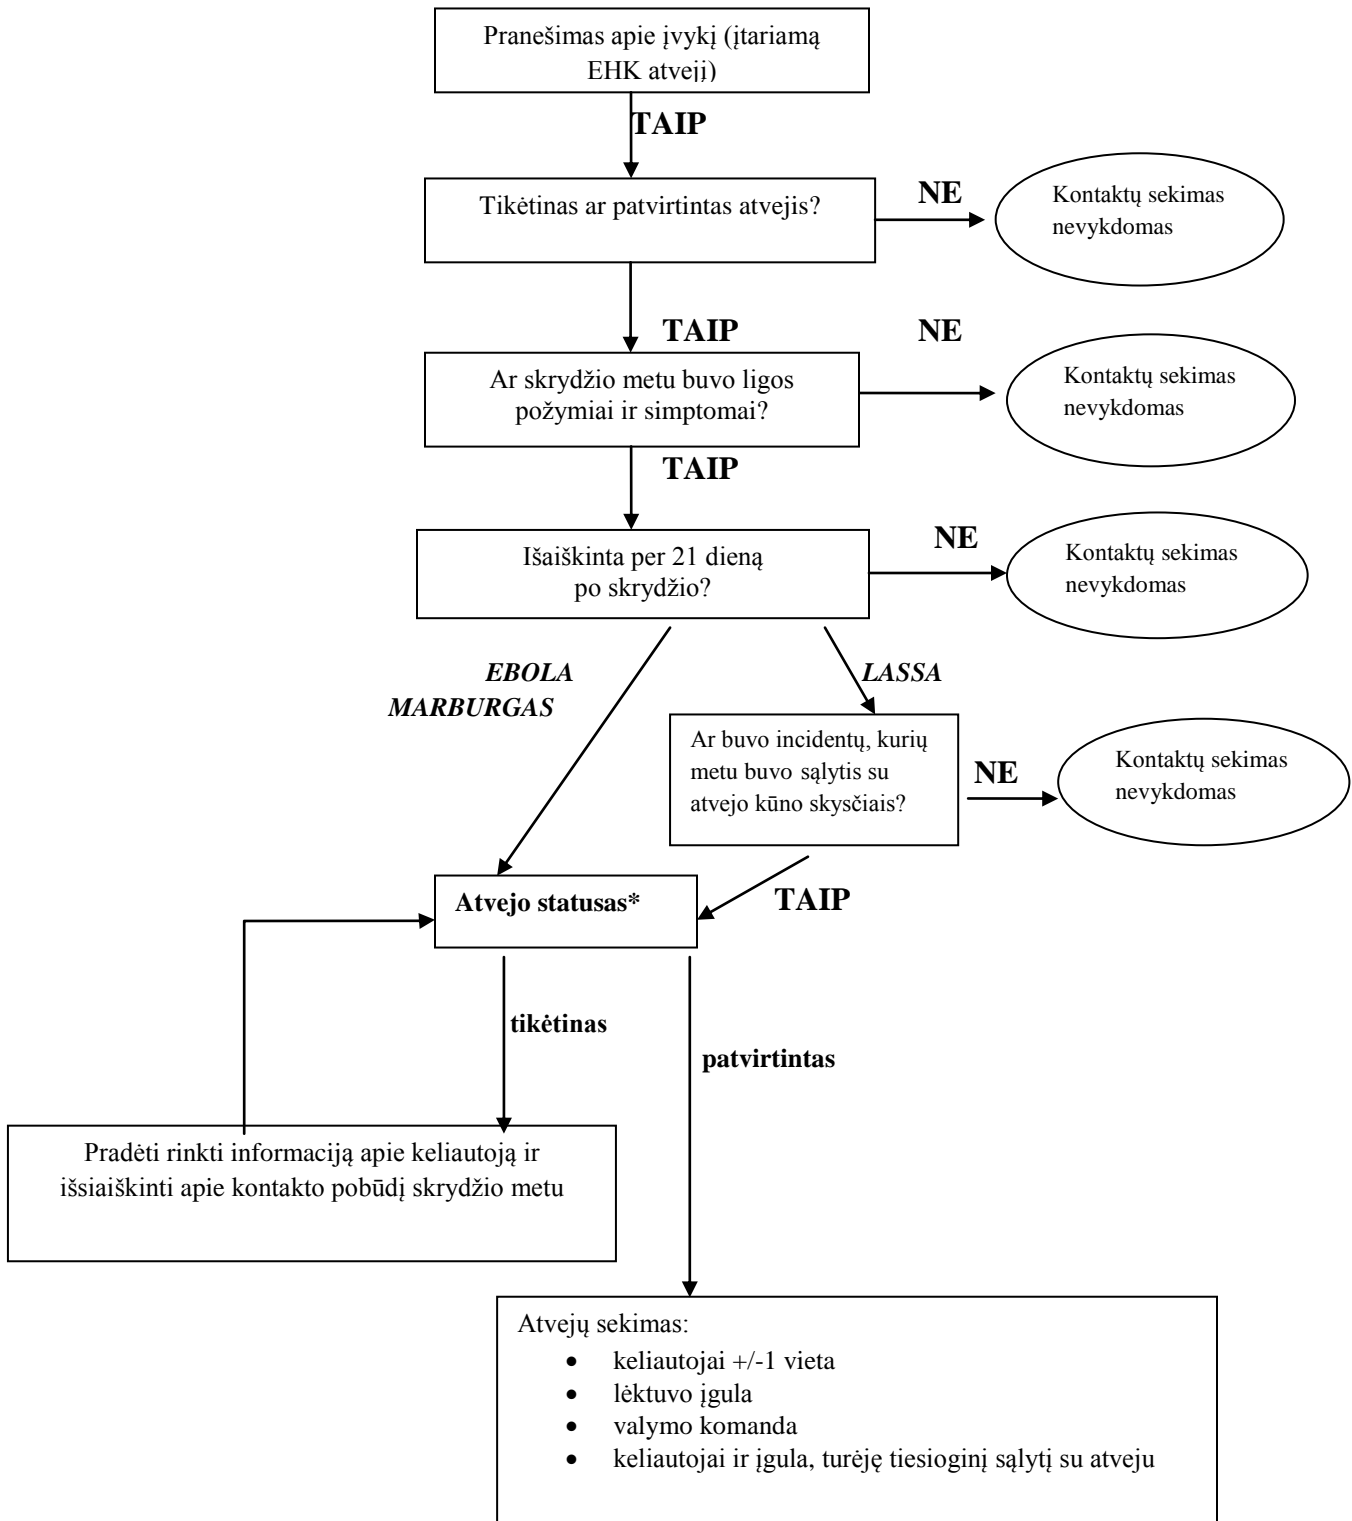 Pranešimas apie įvykį (įtariamą
EHK atvejį)
TAIP
Tikėtinas ar patvirtintas atvejis?
NE
Kontaktų sekimas
nevykdomas
TAIP
NE
Ar skrydžio metu buvo ligos
požymiai ir simptomai?
Kontaktų sekimas
nevykdomas
TAIP
Išaiškinta per 21 dieną
po skrydžio?
NE
Kontaktų sekimas
nevykdomas
EBOLA
MARBURGAS
LASSA
Ar buvo incidentų, kurių
metu buvo sąlytis su
atvejo kūno skysčiais?
NE
Kontaktų sekimas
nevykdomas
TAIP
Atvejo statusas*
tikėtinas
patvirtintas
Pradėti rinkti informaciją apie keliautoją ir
išsiaiškinti apie kontakto pobūdį skrydžio metu
Atvejų sekimas:
• keliautojai +/-1 vieta
• lėktuvo įgula
• valymo komanda
• keliautojai ir įgula, turėję tiesioginį sąlytį su atveju